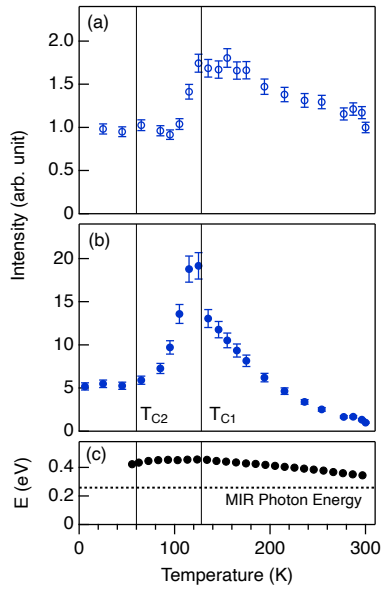 (a)
2.0
1.5
1.0
0.5
0
Intensity (arb. unit)
(b)
20
15
10
5
0
T_C2
T_C1
(c)
0.4
0.2
0
E (eV)
MIR Photon Energy
0
100
200
300
Temperature (K)